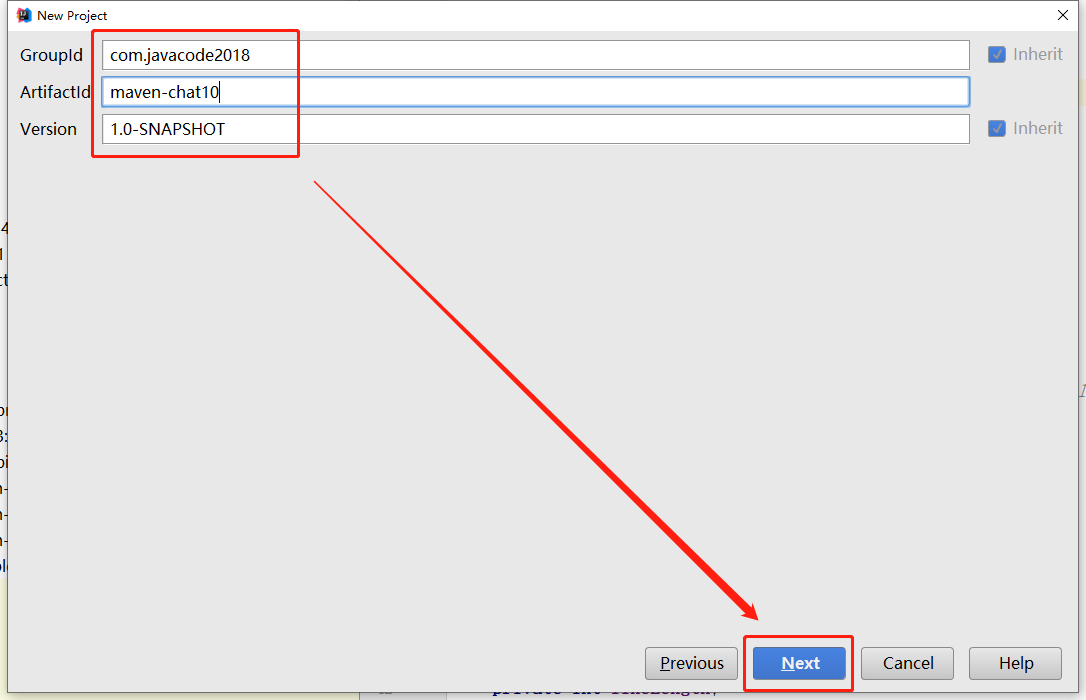 New Project
GroupId com.javacode2018 Inherit
ArtifactId maven-chat10
Version 1.0-SNAPSHOT Inherit
Previous Next Cancel Help